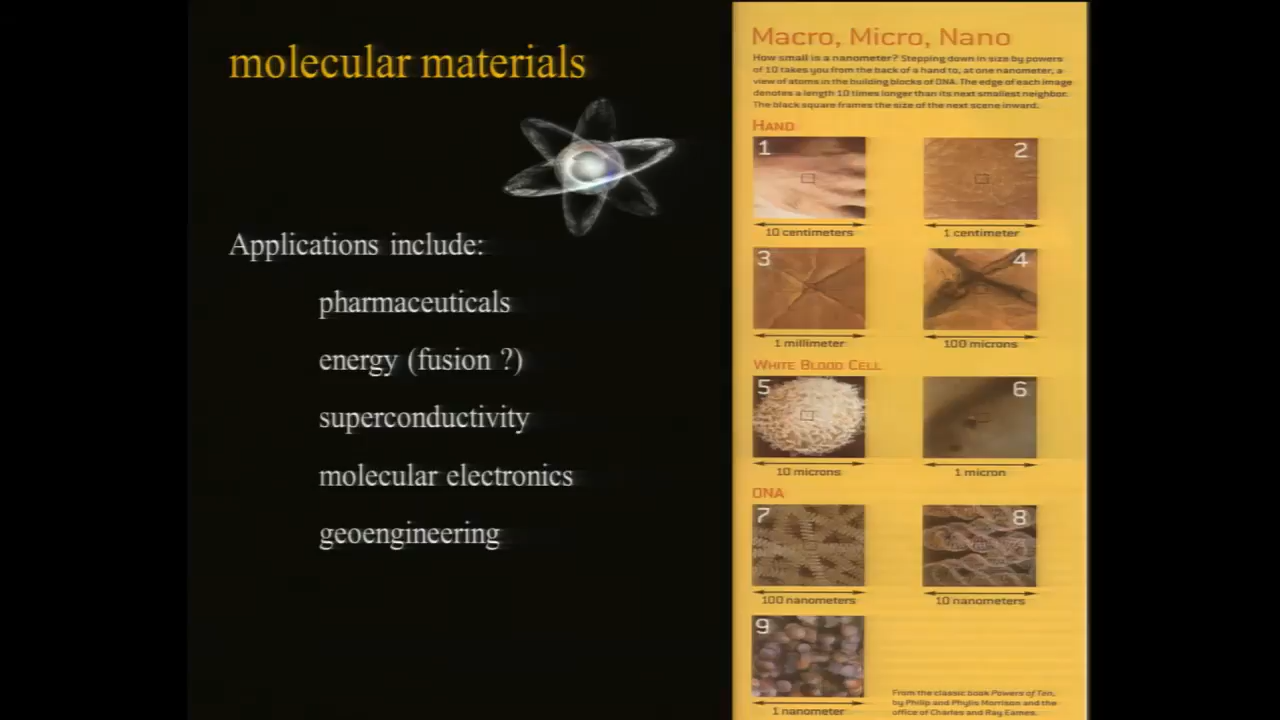 molecular materials
Applications include:
pharmaceuticals
energy (fusion ?)
superconductivity
molecular electronics
geoengineering
Macro, Micro, Nano
How small is a nanometer? Stepping down in size by powers
of 10 takes you from the back of a hand to, at one nanometer, a
view of atoms in the building blocks of DNA. The edge of each image
denotes a length 10 times longer than its next smallest neighbor.
The black square frames the size of the next scene inward.
HAND
1
2
10 centimeters
1 centimeter
3
4
1 millimeter
100 microns
WHITE BLOOD CELL
5
6
10 microns
1 micron
DNA
7
8
100 nanometers
10 nanometers
9
1 nanometer
From the classic book Powers of Ten,
by Philip and Phylis Morrison and the
office of Charles and Ray Eames.